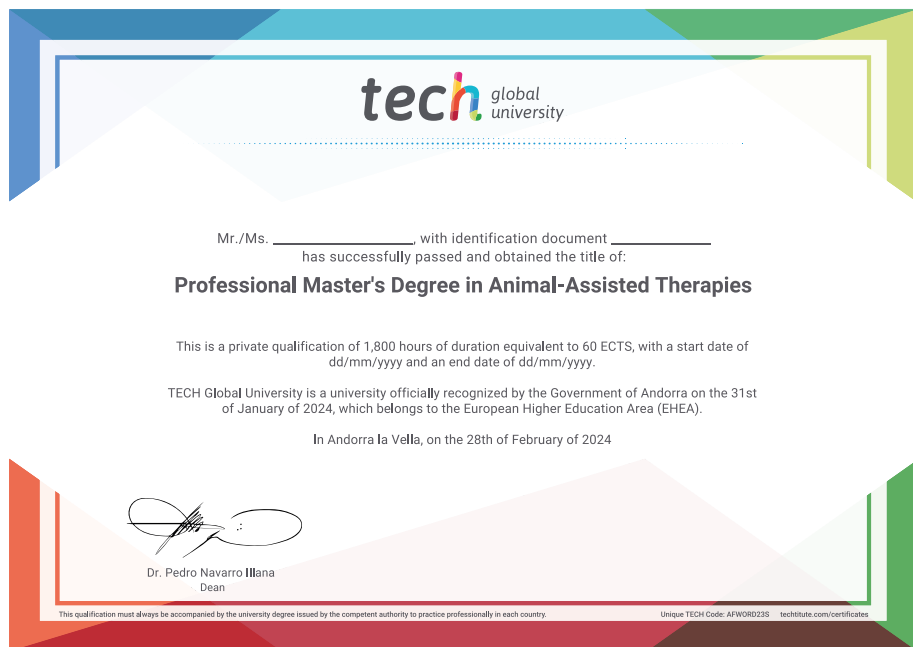 tech global
university
Mr./Ms. ____________, with identification document ____________
has successfully passed and obtained the title of:
Professional Master's Degree in Animal-Assisted Therapies
This is a private qualification of 1,800 hours of duration equivalent to 60 ECTS, with a start date of
dd/mm/yyyy and an end date of dd/mm/yyyy.
TECH Global University is a university officially recognized by the Government of Andorra on the 31st
of January of 2024, which belongs to the European Higher Education Area (EHEA).
In Andorra la Vella, on the 28th of February of 2024
Dr. Pedro Navarro Illana
Dean
This qualification must always be accompanied by the university degree issued by the competent authority to practice professionally in each country.
Unique TECH Code: AFWORD23S techtitute.com/certificates